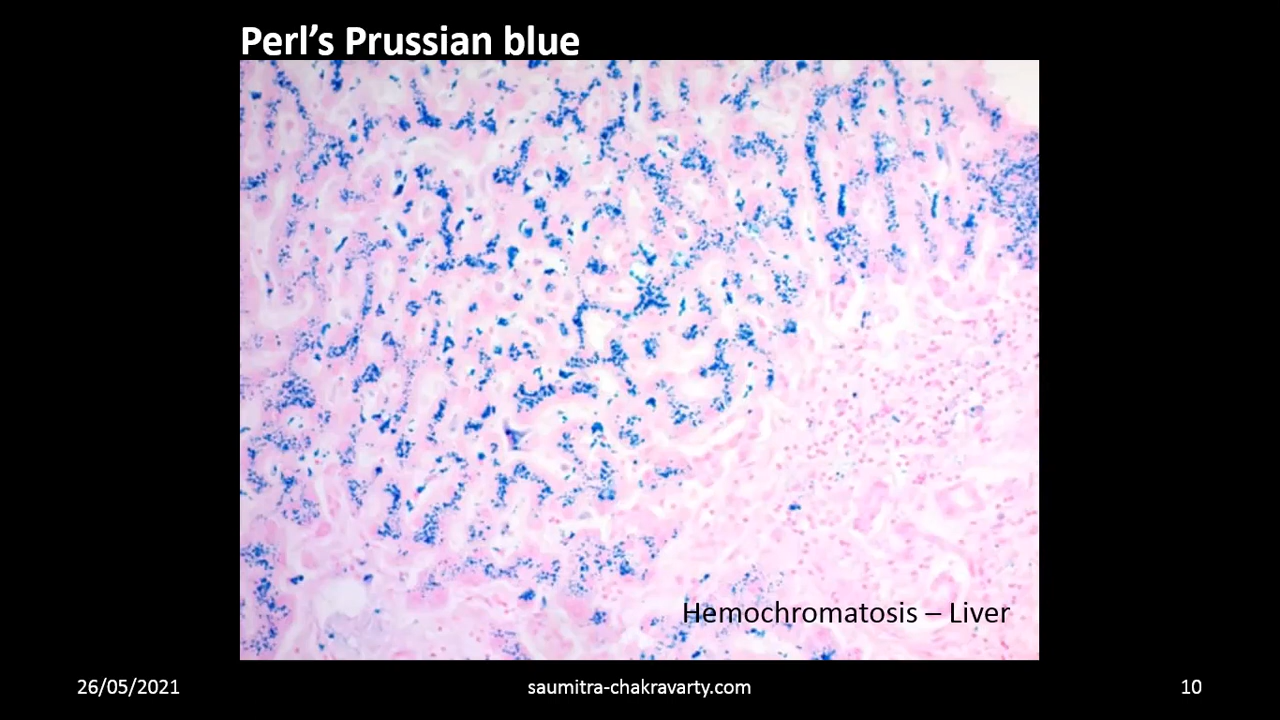 Perl’s Prussian blue
Hemochromatosis – Liver
26/05/2021
saumitra-chakravarty.com
10